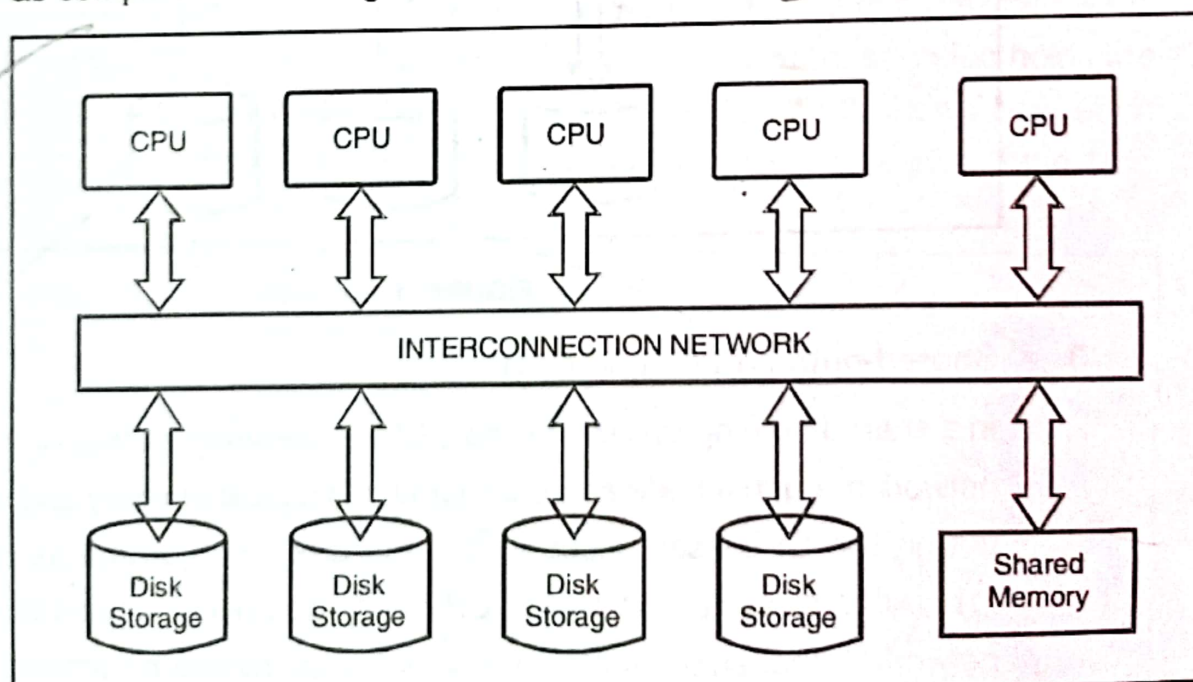 CPU
CPU
CPU
CPU
CPU
INTERCONNECTION NETWORK
Disk
Storage
Disk
Storage
Disk
Storage
Disk
Storage
Shared
Memory